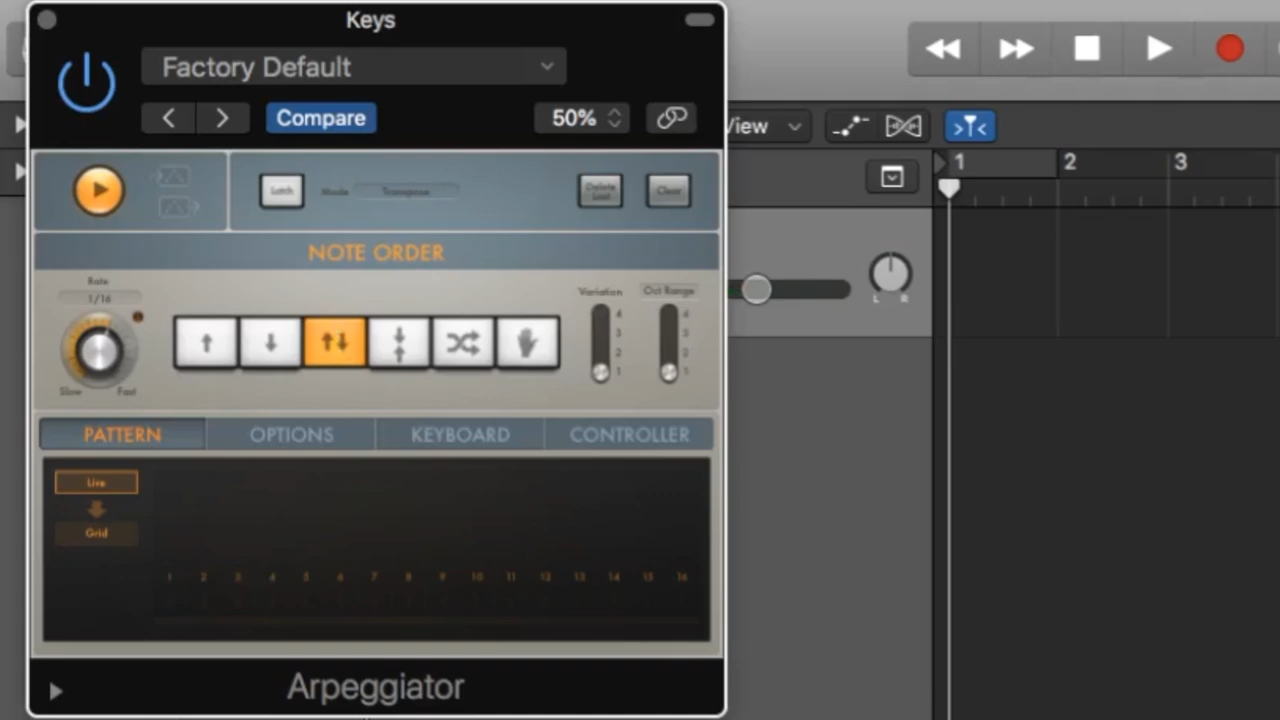 Keys
Factory Default
Compare
50%
View
1 2 3
Latch Mode Transpose Delete Last Clear
NOTE ORDER
Rate
1/16
Slow Fast
Variation
4
3
2
1
Oct Range
4
3
2
1
L R
PATTERN OPTIONS KEYBOARD CONTROLLER
Live
Grid
1 2 3 4 5 6 7 8 9 10 11 12 13 14 15 16
Arpeggiator